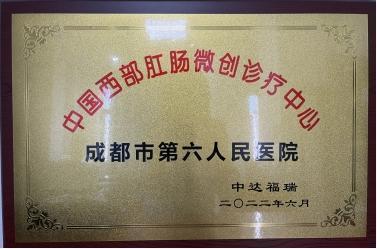 中国西部肛肠微创诊疗中心
成都市第六人民医院
中达福瑞
二〇二二年六月